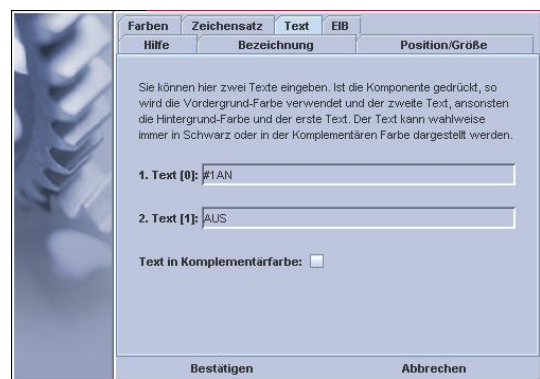 Farben Zeichensatz Text EIB
Hilfe Bezeichnung Position/Größe
Sie können hier zwei Texte eingeben. Ist die Komponente gedrückt, so
wird die Vordergrund-Farbe verwendet und der zweite Text, ansonsten
die Hintergrund-Farbe und der erste Text. Der Text kann wahlweise
immer in Schwarz oder in der Komplementären Farbe dargestellt werden.
1. Text [0]: #1AN
2. Text [1]: AUS
Text in Komplementärfarbe:
Bestätigen Abbrechen